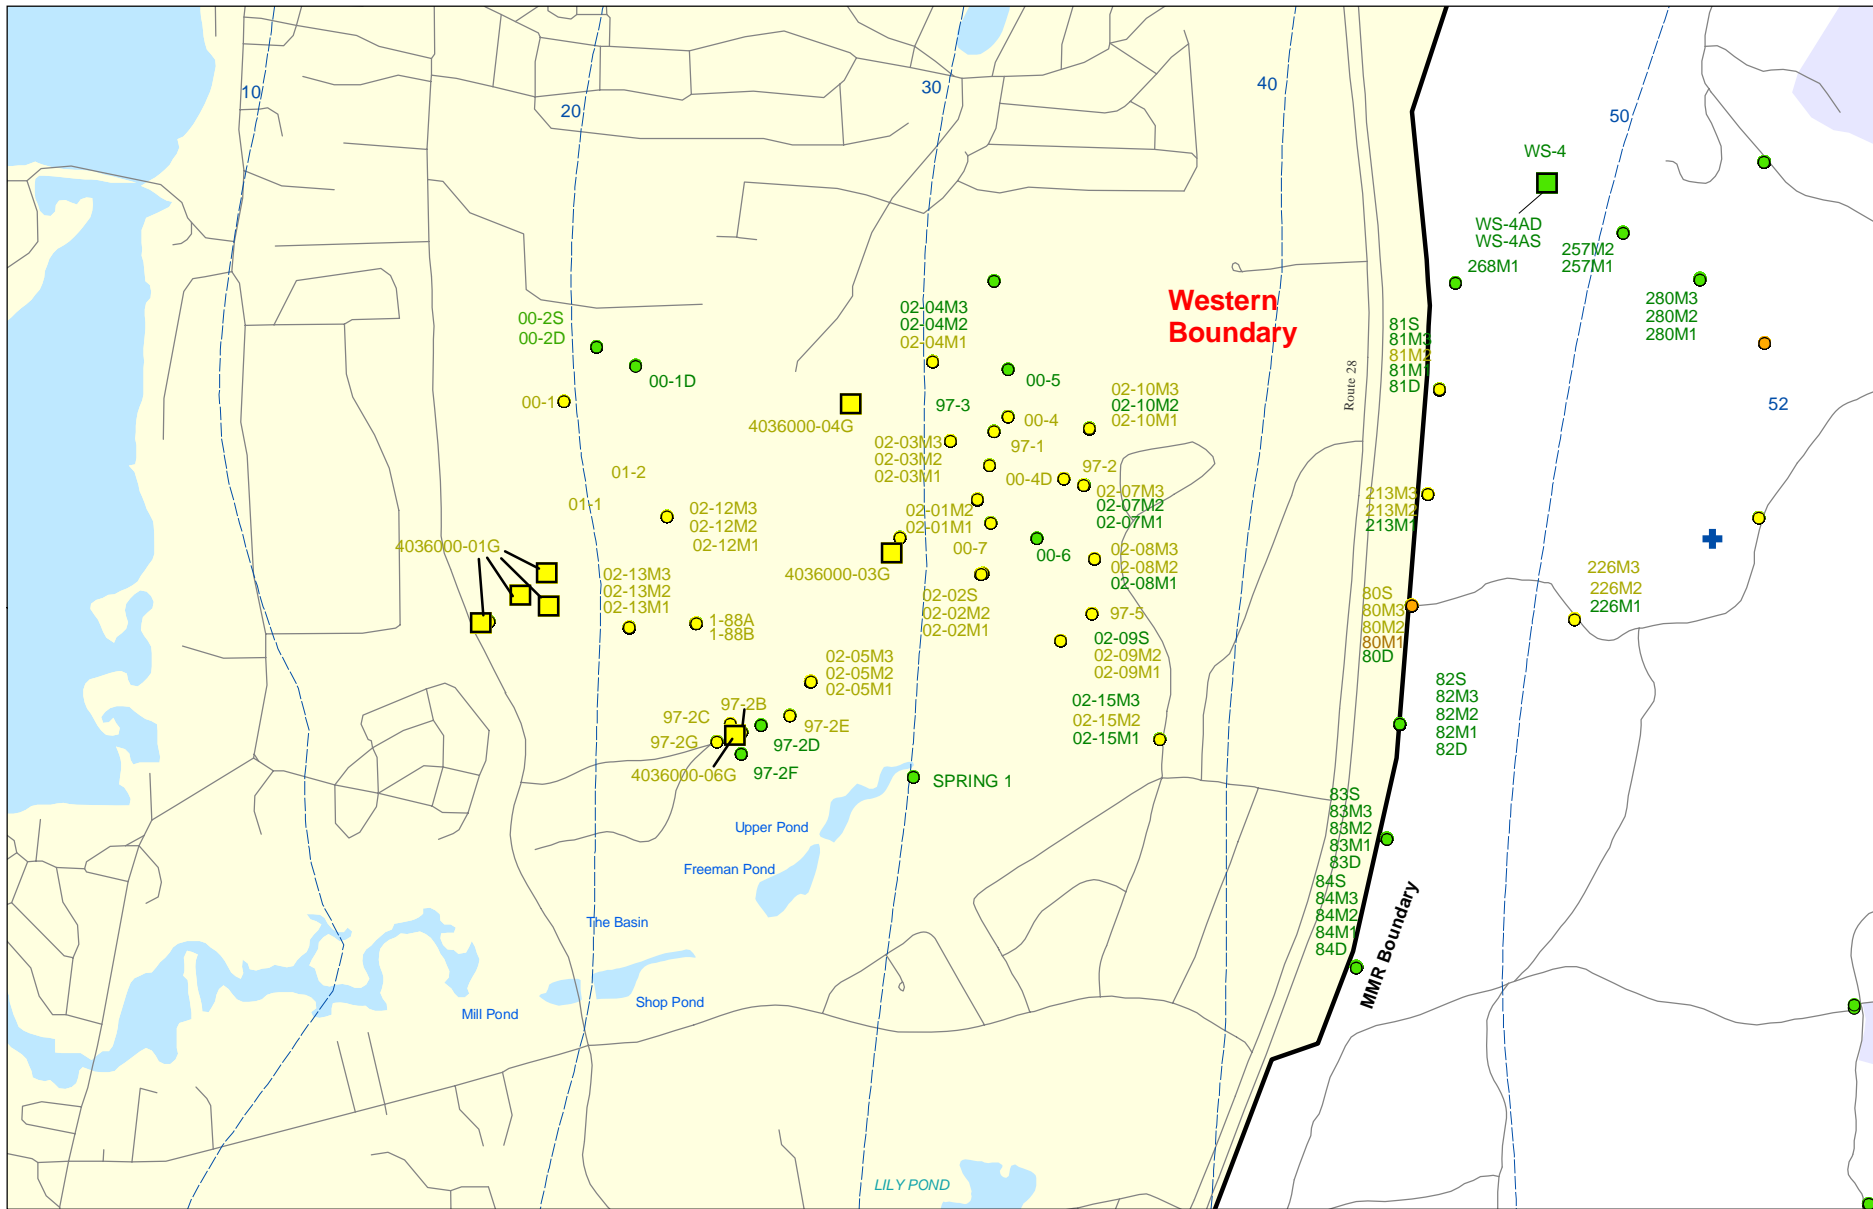 10
20
30
40
50
WS-4
WS-4AD
WS-4AS
257M2
257M1
268M1
280M3
280M2
280M1
52
Western
Boundary
00-2S
00-2D
00-1D
00-1
02-04M3
02-04M2
02-04M1
00-5
97-3
4036000-04G
02-10M3
02-10M2
02-10M1
00-4
97-1
02-03M3
02-03M2
02-03M1
00-4D
97-2
02-07M3
02-07M2
02-07M1
81S
81M3
81M2
81M1
81D
Route 28
213M3
213M2
213M1
01-2
01-1
02-12M3
02-12M2
02-12M1
02-01M2
02-01M1
00-7
00-6
02-08M3
02-08M2
02-08M1
4036000-01G
4036000-03G
02-13M3
02-13M2
02-13M1
1-88A
1-88B
02-02S
02-02M2
02-02M1
97-5
02-09S
02-09M2
02-09M1
226M3
226M2
226M1
80S
80M3
80M2
80M1
80D
02-05M3
02-05M2
02-05M1
97-2B
97-2C
97-2E
97-2G
97-2D
4036000-06G
97-2F
02-15M3
02-15M2
02-15M1
82S
82M3
82M2
82M1
82D
SPRING 1
83S
83M3
83M2
83M1
83D
84S
84M3
84M2
84M1
84D
MMR Boundary
Upper Pond
Freeman Pond
The Basin
Shop Pond
Mill Pond
LILY POND